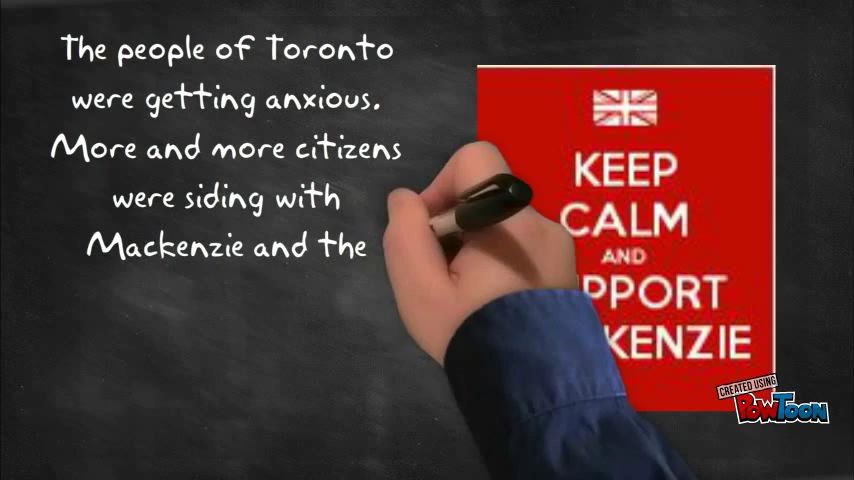 The people of Toronto
were getting anxious.
More and more citizens
were siding with
Mackenzie and the
KEEP
CALM
AND
PPORT
KENZIE
CREATED USING
POWTOON